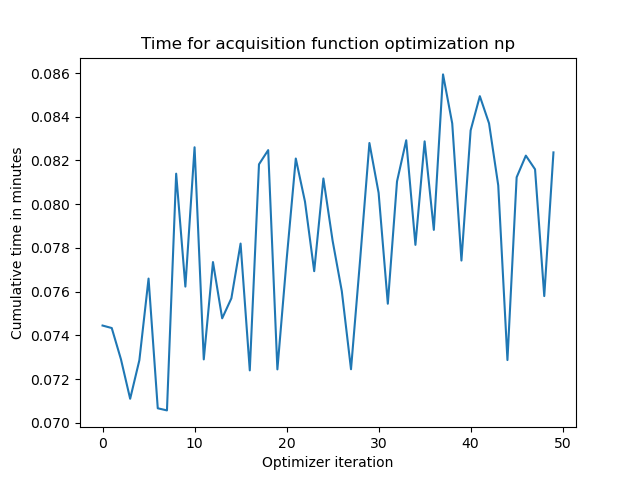 Time for acquisition function optimization np
0.086
0.084
0.082
0.080
0.078
0.076
0.074
0.072
0.070
Cumulative time in minutes
0 10 20 30 40 50
Optimizer iteration